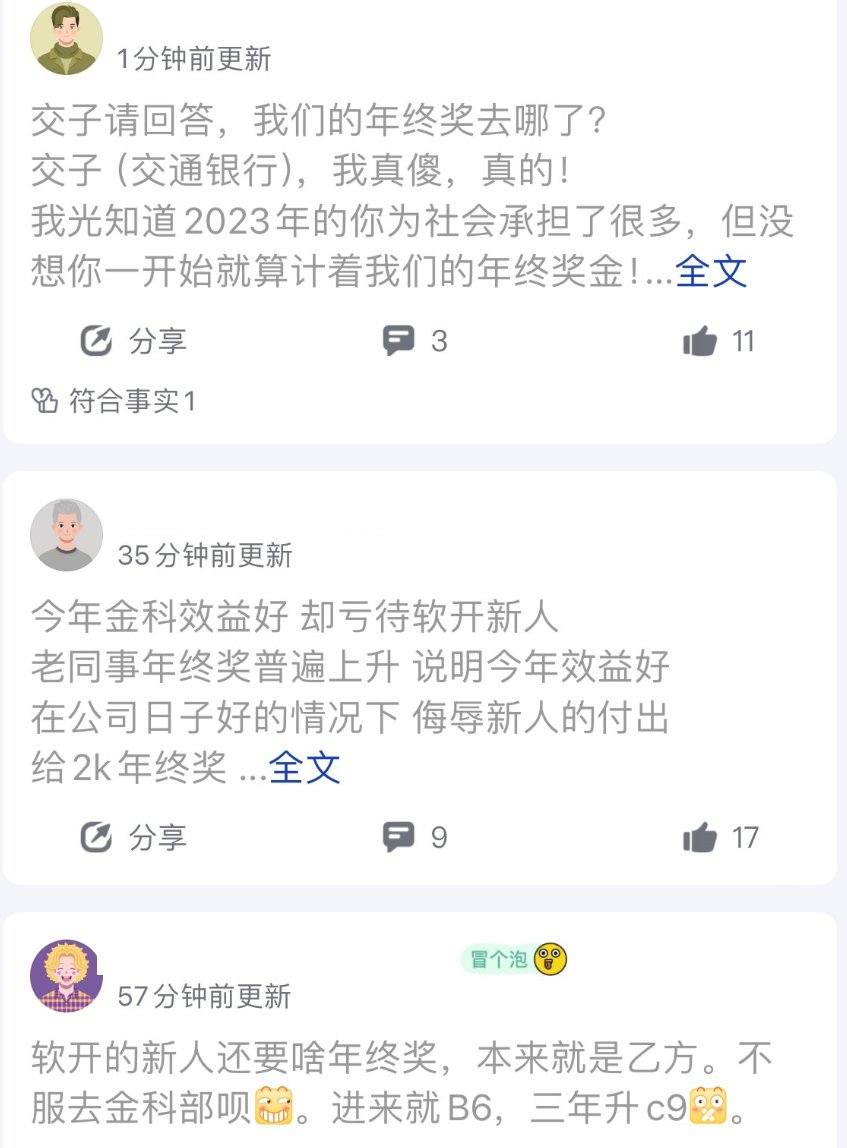 1分钟前更新
交子请回答，我们的年终奖去哪了？
交子（交通银行），我真傻，真的！
我光知道2023年的你为社会承担了很多，但没
想你一开始就算计着我们的年终奖金！...全文
分享 3 11
符合事实1
35分钟前更新
今年金科效益好 却亏待软开新人
老同事年终奖普遍上升 说明今年效益好
在公司日子好的情况下 侮辱新人的付出
给2k年终奖 ...全文
分享 9 17
冒个泡
57分钟前更新
软开的新人还要啥年终奖，本来就是乙方。不
服去金科部呗。进来就B6，三年升c9。